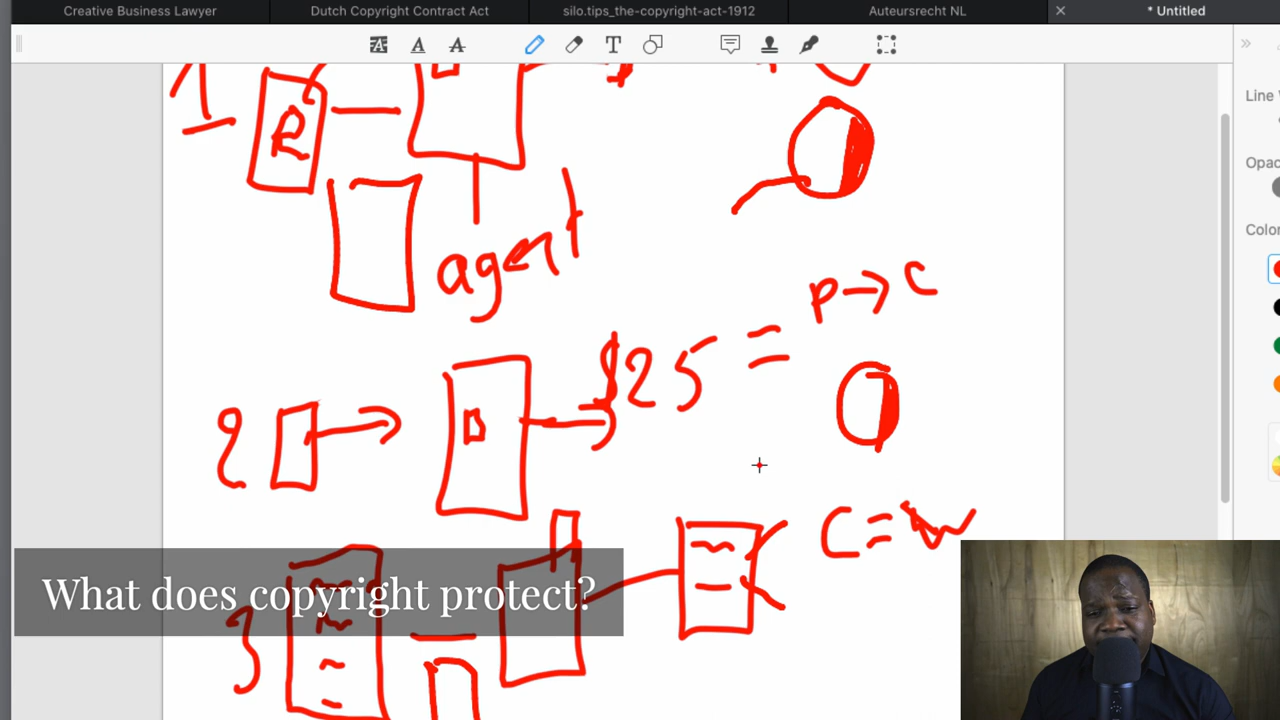 Creative Business Lawyer
Dutch Copyright Contract Act
silo.tips_the-copyright-act-1912
Auteursrecht NL
* Untitled
Line
Opac
Color
1
R
agent
P → C
2
$25 =
C =
3
What does copyright protect?